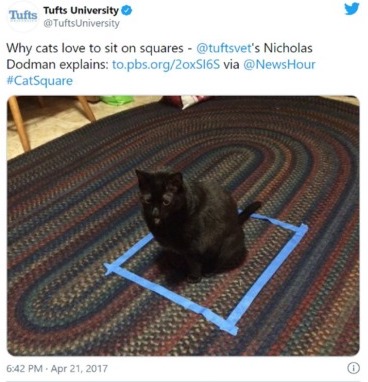 Tufts
Tufts University
@TuftsUniversity
Why cats love to sit on squares - @tuftsvet's Nicholas
Dodman explains: to.pbs.org/2oxSI6S via @NewsHour
#CatSquare
6:42 PM · Apr 21, 2017